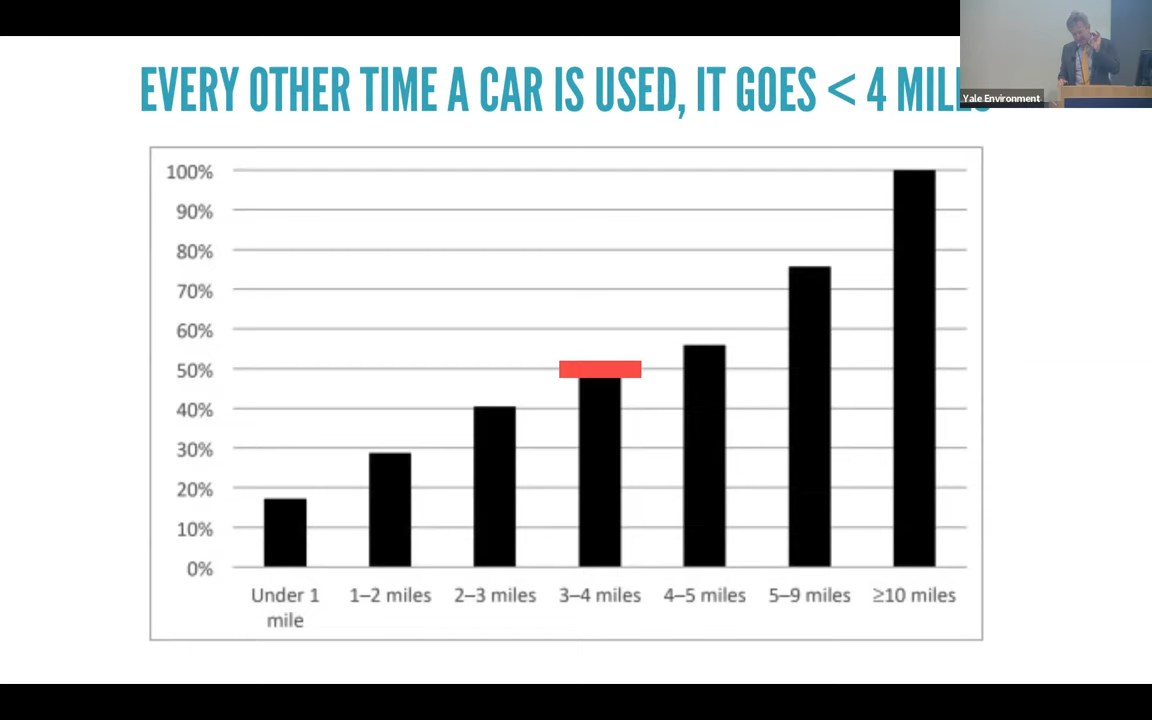 EVERY OTHER TIME A CAR IS USED, IT GOES < 4 MILES
Yale Environment
100%
90%
80%
70%
60%
50%
40%
30%
20%
10%
0%
Under 1 mile
1–2 miles
2–3 miles
3–4 miles
4–5 miles
5–9 miles
≥10 miles